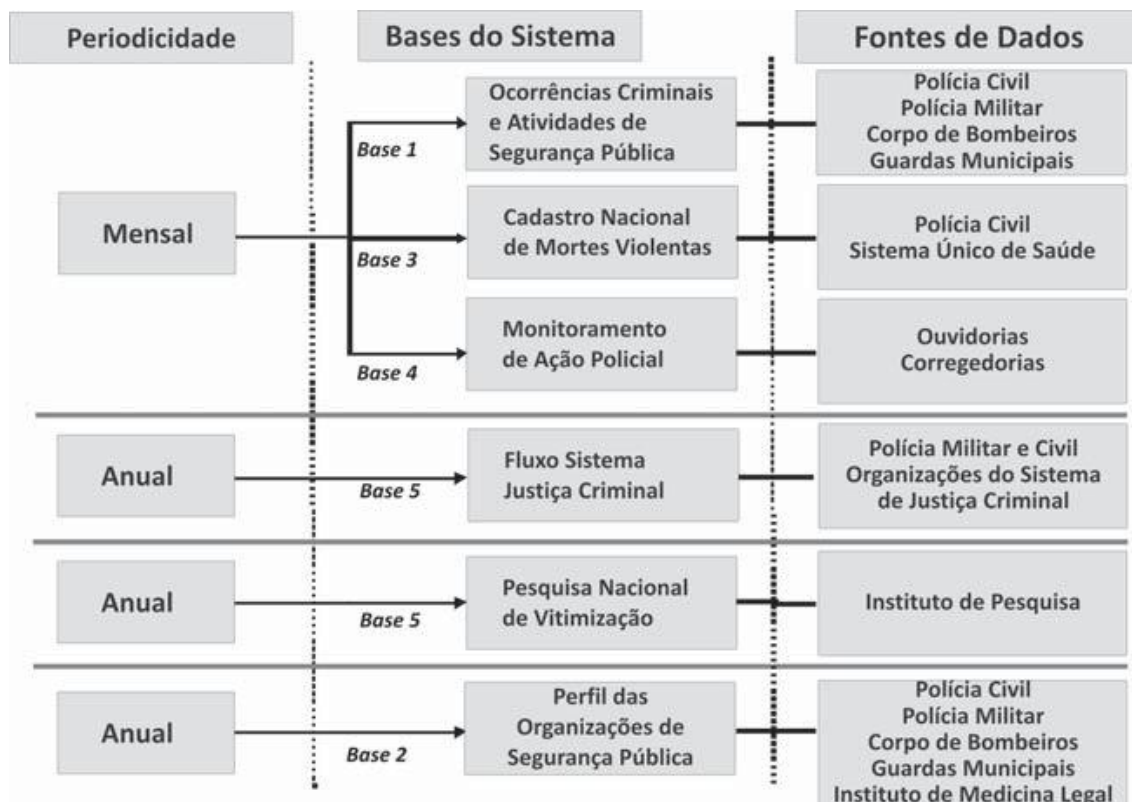 Periodicidade
Bases do Sistema
Fontes de Dados
Mensal
Base 1
Ocorrências Criminais
e Atividades de
Segurança Pública
Polícia Civil
Polícia Militar
Corpo de Bombeiros
Guardas Municipais
Base 3
Cadastro Nacional
de Mortes Violentas
Polícia Civil
Sistema Único de Saúde
Base 4
Monitoramento
de Ação Policial
Ouvidorias
Corregedorias
Anual
Base 5
Fluxo Sistema
Justiça Criminal
Polícia Militar e Civil
Organizações do Sistema
de Justiça Criminal
Anual
Base 5
Pesquisa Nacional
de Vitimização
Instituto de Pesquisa
Anual
Base 2
Perfil das
Organizações de
Segurança Pública
Polícia Civil
Polícia Militar
Corpo de Bombeiros
Guardas Municipais
Instituto de Medicina Legal